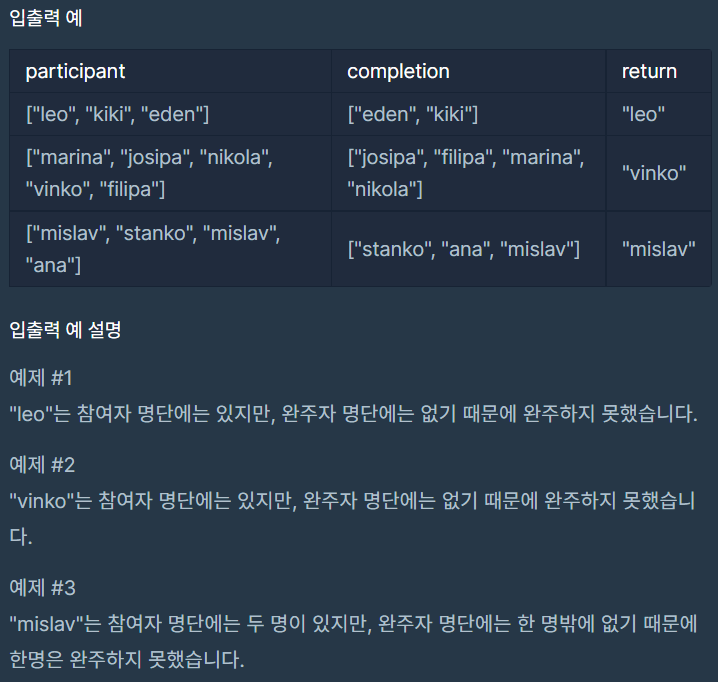 입출력 예
participant completion return
["leo", "kiki", "eden"] ["eden", "kiki"] "leo"
["marina", "josipa", "nikola", "vinko", "filipa"] ["josipa", "filipa", "marina", "nikola"] "vinko"
["mislav", "stanko", "mislav", "ana"] ["stanko", "ana", "mislav"] "mislav"
입출력 예 설명
예제 #1
"leo"는 참여자 명단에는 있지만, 완주자 명단에는 없기 때문에 완주하지 못했습니다.
예제 #2
"vinko"는 참여자 명단에는 있지만, 완주자 명단에는 없기 때문에 완주하지 못했습니
다.
예제 #3
"mislav"는 참여자 명단에는 두 명이 있지만, 완주자 명단에는 한 명밖에 없기 때문에
한명은 완주하지 못했습니다.